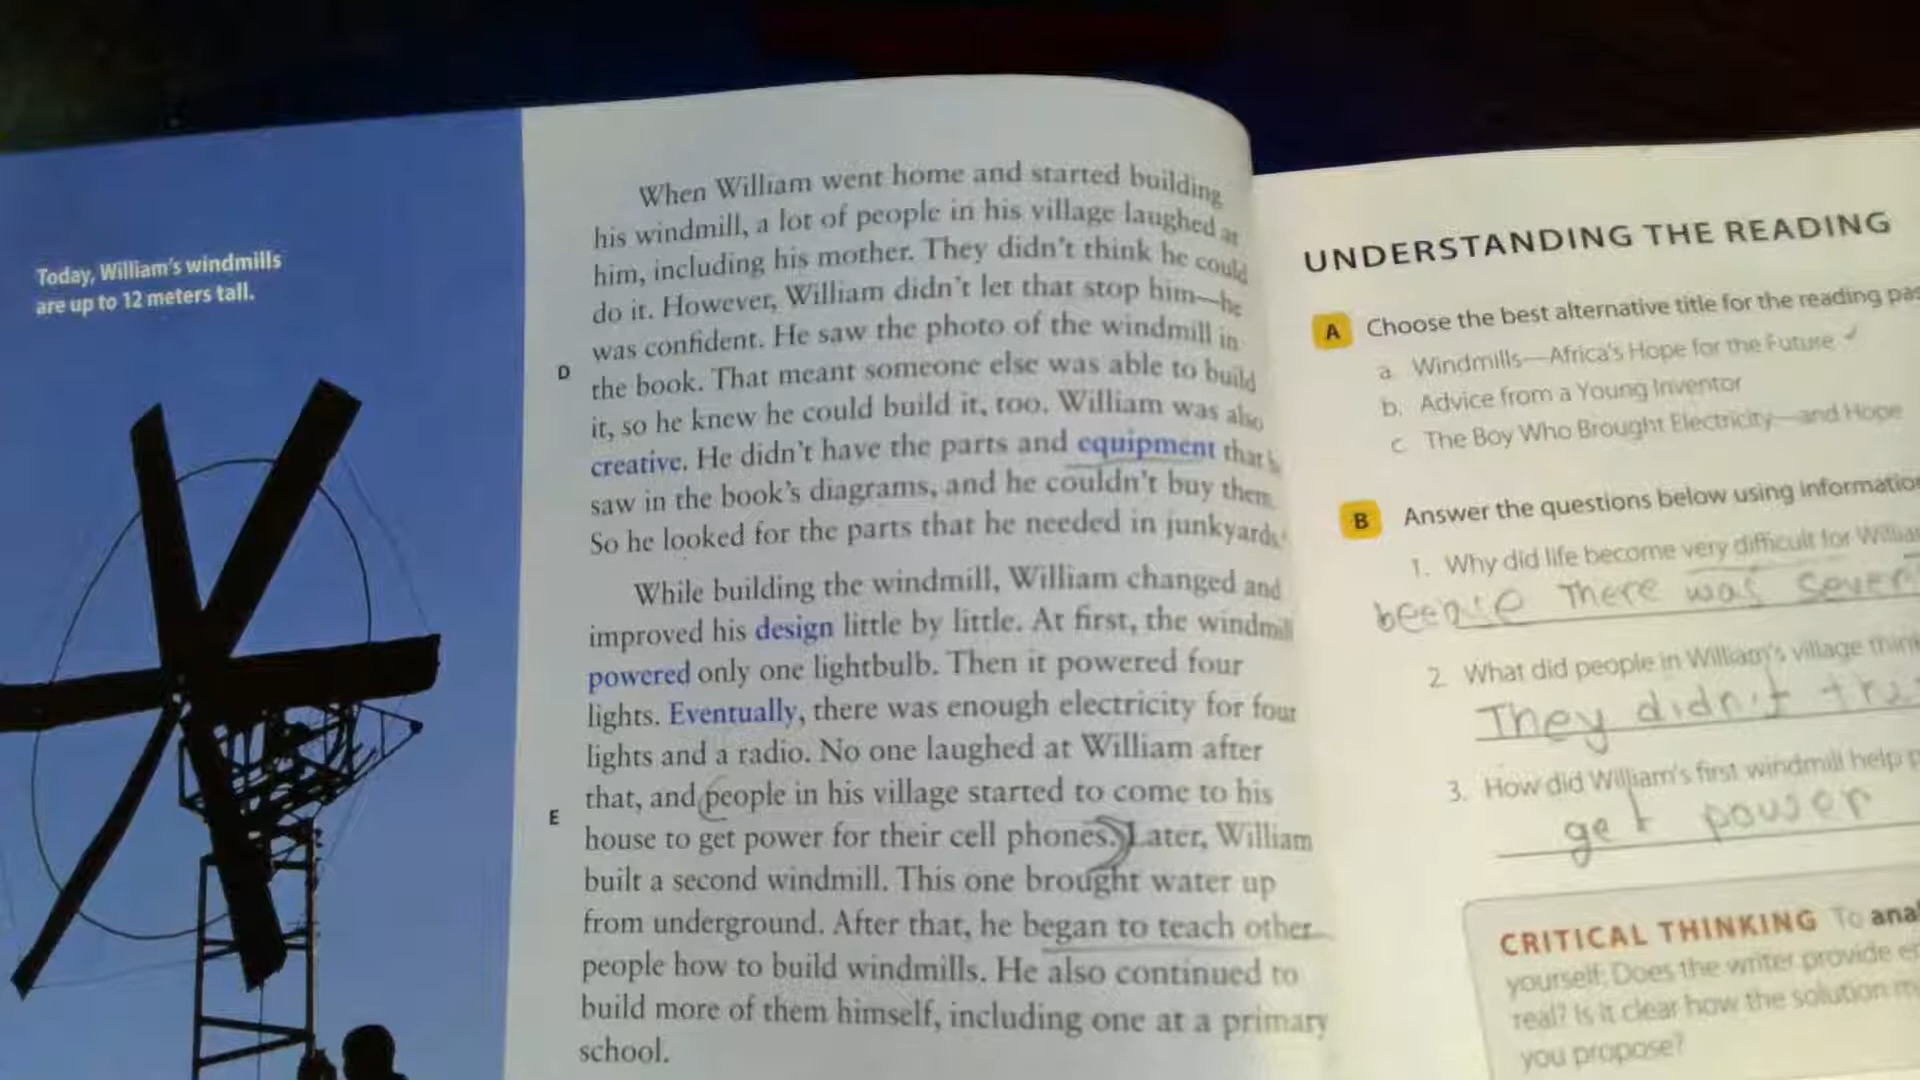 Today, William's windmills
are up to 12 meters tall.
When William went home and started building
his windmill, a lot of people in his village laughed at
him, including his mother. They didn't think he could
do it. However, William didn't let that stop him—he
was confident. He saw the photo of the windmill in
D
the book. That meant someone else was able to build
it, so he knew he could build it, too. William was also
creative. He didn't have the parts and equipment that
saw in the book's diagrams, and he couldn't buy them.
So he looked for the parts that he needed in junkyards.
While building the windmill, William changed and
improved his design little by little. At first, the windmill
powered only one lightbulb. Then it powered four
lights. Eventually, there was enough electricity for four
lights and a radio. No one laughed at William after
that, and people in his village started to come to his
E
house to get power for their cell phones. Later, William
built a second windmill. This one brought water up
from underground. After that, he began to teach other
people how to build windmills. He also continued to
build more of them himself, including one at a primary
school.
UNDERSTANDING THE READING
A Choose the best alternative title for the reading pas
a. Windmills—Africa's Hope for the Future
b. Advice from a Young Inventor
c. The Boy Who Brought Electricity—and Hope
B Answer the questions below using information
1. Why did life become very difficult for William
There was
2. What did people in William's village think
They didn't
3. How did William's first windmill help p
get power
CRITICAL THINKING To anal
yourself: Does the writer provide
real? Is it clear how the solution
you propose?